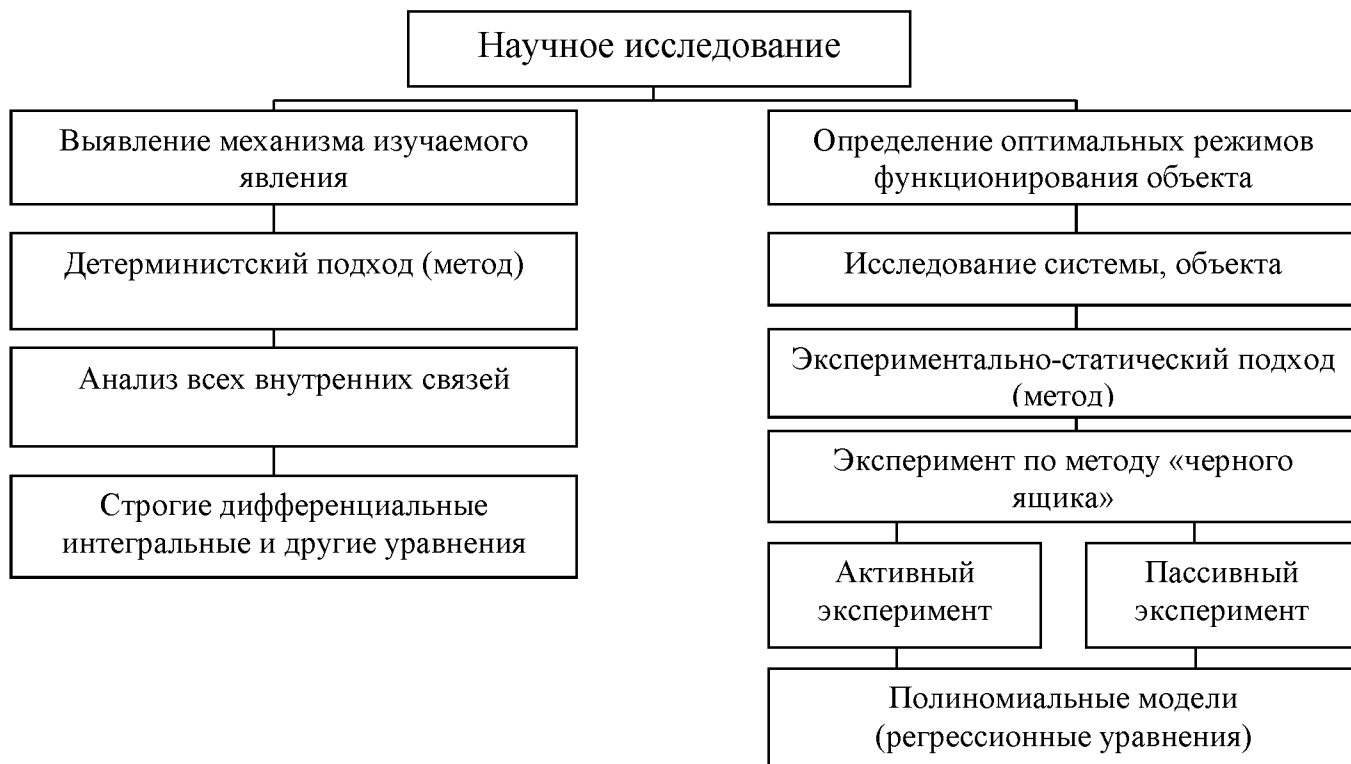 Научное исследование
Выявление механизма изучаемого
явления
Детерминистский подход (метод)
Анализ всех внутренних связей
Строгие дифференциальные
интегральные и другие уравнения
Определение оптимальных режимов
функционирования объекта
Исследование системы, объекта
Экспериментально-статический подход
(метод)
Эксперимент по методу «черного
ящика»
Активный
эксперимент
Пассивный
эксперимент
Полиномиальные модели
(регрессионные уравнения)